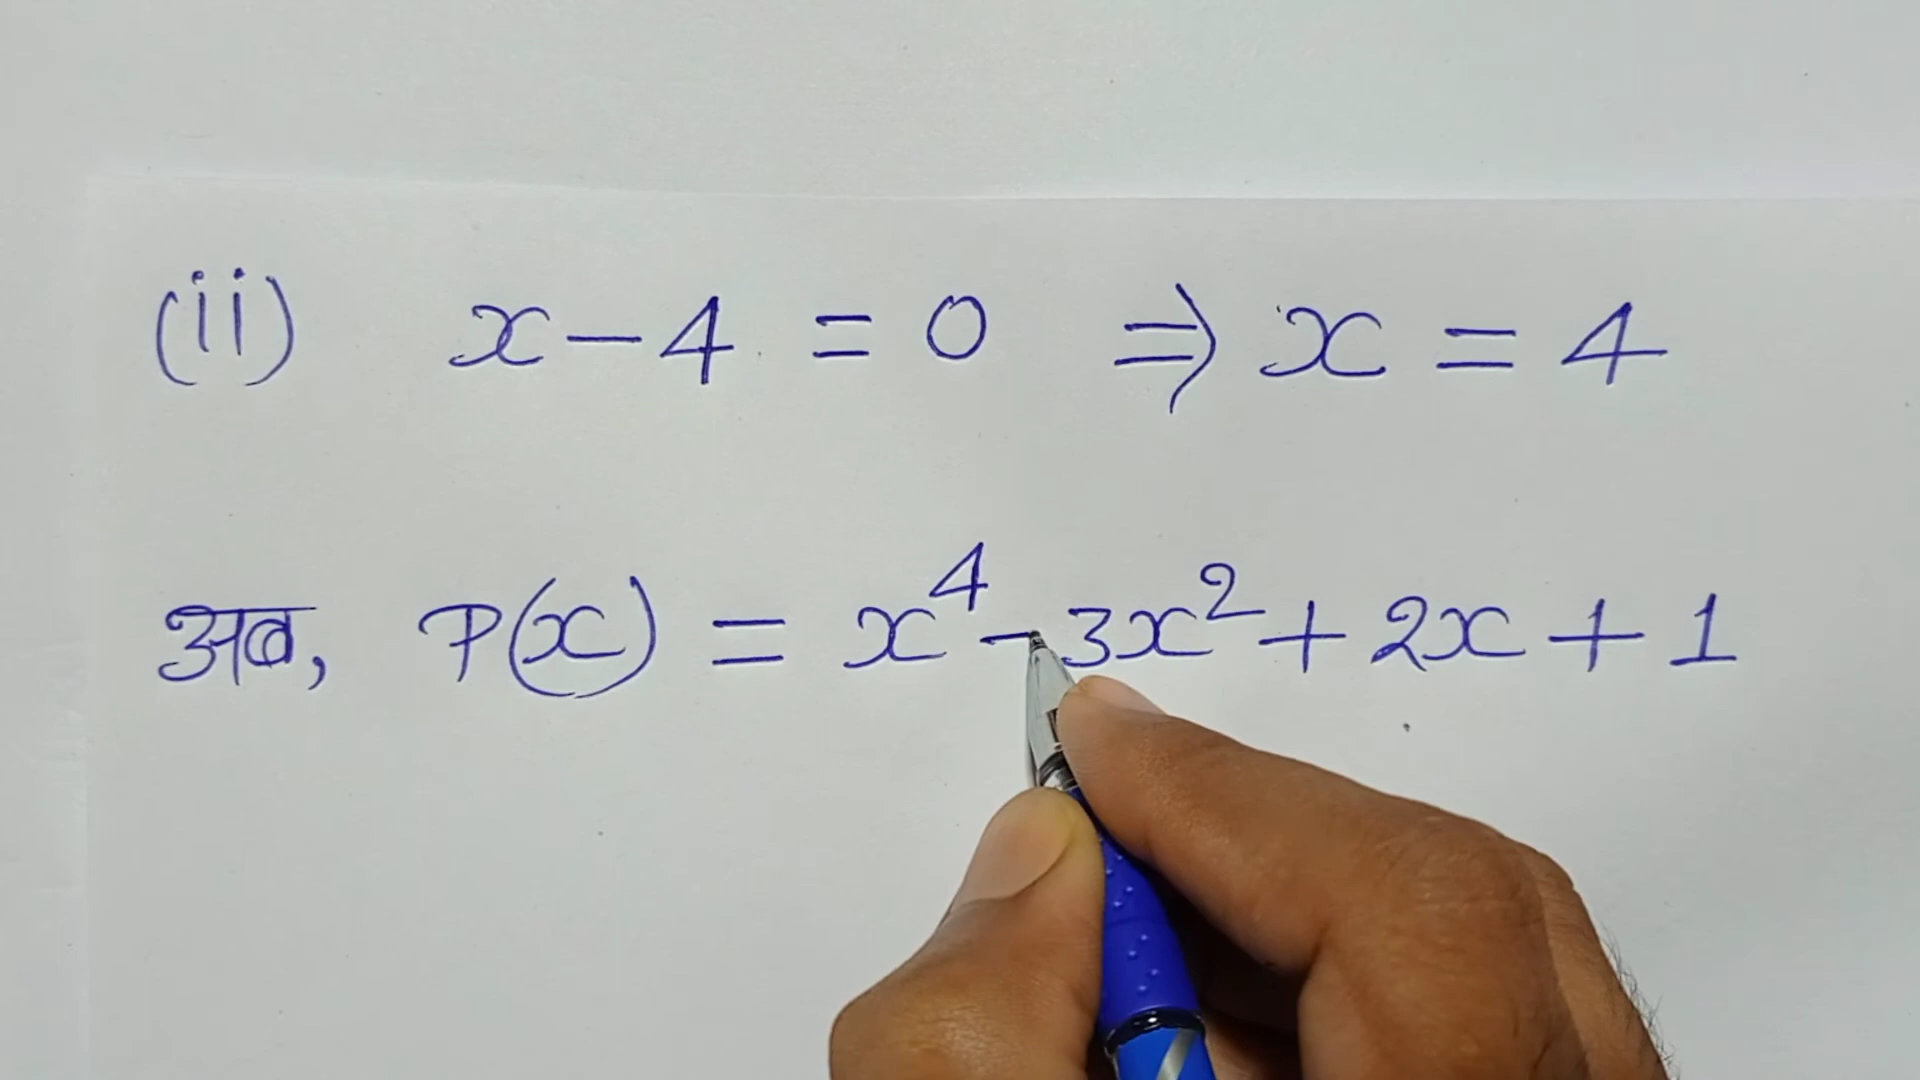 (ii) x - 4 = 0 ⇒ x = 4
अब, P(x) = x⁴ - 3x² + 2x + 1